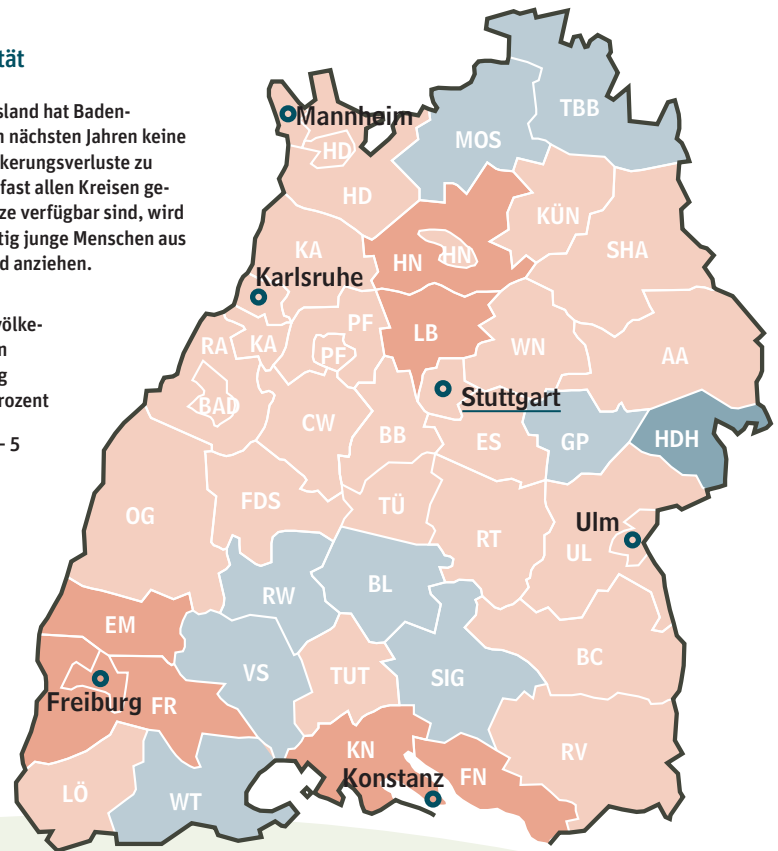 tät
sland hat Baden-
n nächsten Jahren keine
kerungsverluste zu
fast allen Kreisen ge-
ze verfügbar sind, wird
tig junge Menschen aus
d anziehen.
völke-
n
g
rozent
– 5
TBB
Mannheim
MOS
HD
HD
KÜN
KA
SHA
HN
HN
Karlsruhe
PF
LB
RA
KA
WN
PF
AA
Stuttgart
BAD
CW
BB
ES
GP
HDH
FDS
TÜ
OG
Ulm
RT
UL
BL
RW
EM
BC
VS
TUT
SIG
Freiburg
FR
KN
RV
Konstanz
FN
LÖ
WT